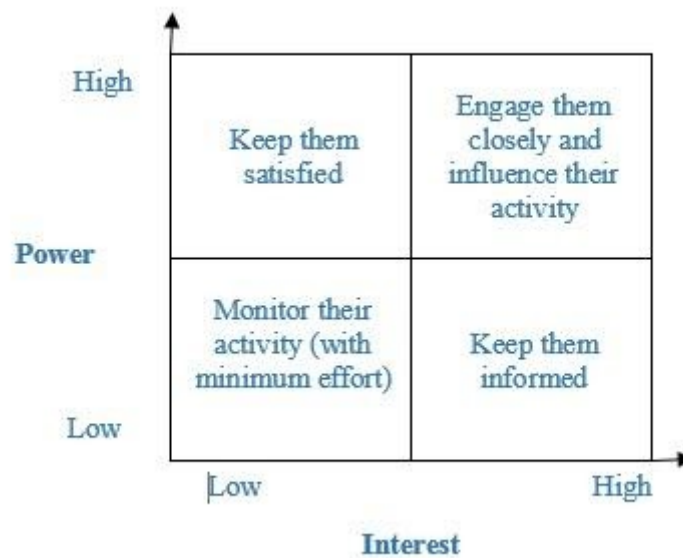 High
Keep them
satisfied
Engage them
closely and
influence their
activity
Power
Monitor their
activity (with
minimum effort)
Keep them
informed
Low
Low
High
Interest